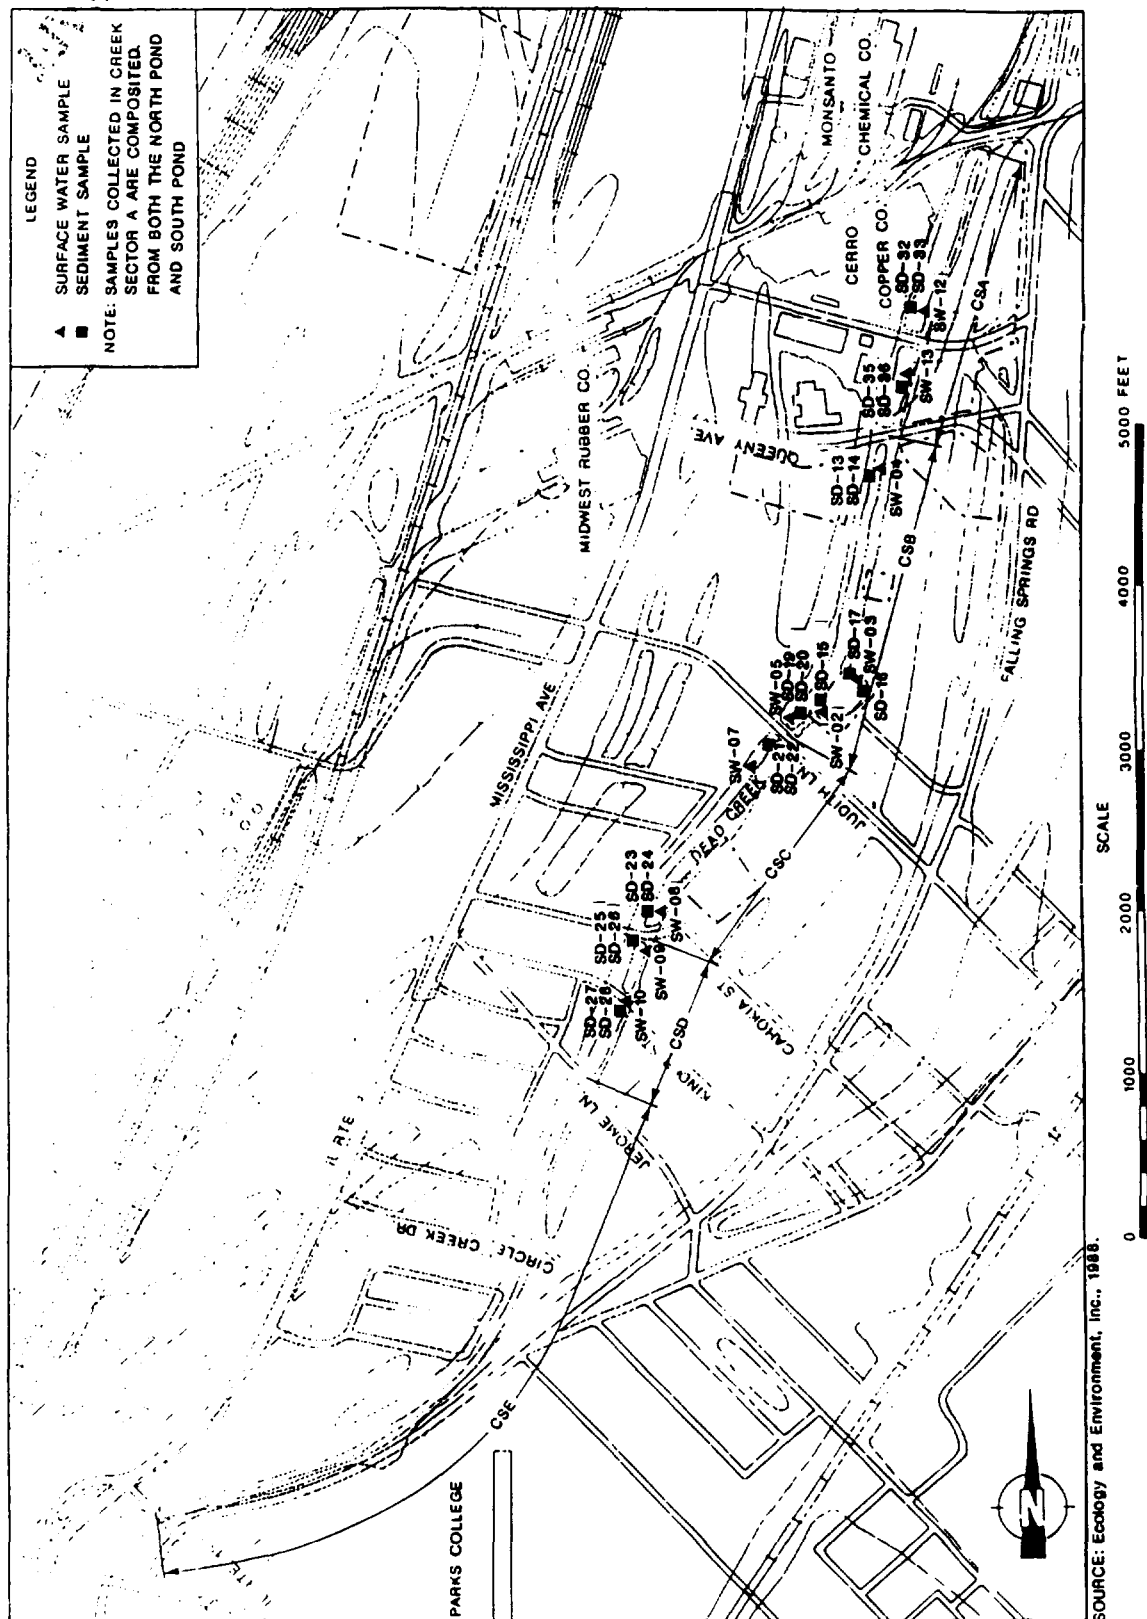 LEGEND
SURFACE WATER SAMPLE
SEDIMENT SAMPLE
NOTE: SAMPLES COLLECTED IN CREEK
SECTOR A ARE COMPOSITED.
FROM BOTH THE NORTH POND
AND SOUTH POND
MONSANTO
CHEMICAL CO.
CERRO
COPPER CO.
SD-32
SD-33
SW-12
CSA
MIDWEST RUBBER CO.
SD-35
SD-36
SW-13
QUEENY AVE
SD-13
SD-14
SW-04
CSB
FALLING SPRINGS RD
MISSISSIPPI AVE
SW-05
SD-19
SD-20
SD-15
SD-17
SW-03
SD-16
SW-02
SW-07
SD-21
SD-22
JUDITH LN
DEAD CREEK
CSC
SD-23
SD-24
SW-08
SD-25
SD-26
SW-09
SD-27
SD-28
SW-10
CSD
CAHOKIA ST
JEROME LN
CIRCLE CREEK DR
CSE
PARKS COLLEGE
N
SCALE
0 1000 2000 3000 4000 5000 FEET
SOURCE: Ecology and Environment, Inc., 1988.